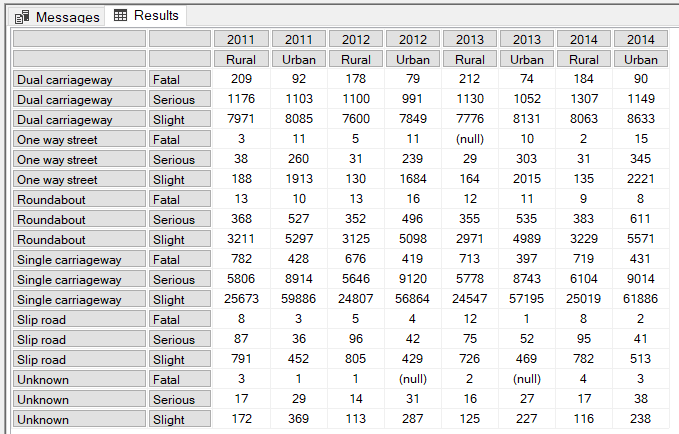 Messages Results
2011 2011 2012 2012 2013 2013 2014 2014
Rural Urban Rural Urban Rural Urban Rural Urban
Dual carriageway Fatal 209 92 178 79 212 74 184 90
Dual carriageway Serious 1176 1103 1100 991 1130 1052 1307 1149
Dual carriageway Slight 7971 8085 7600 7849 7776 8131 8063 8633
One way street Fatal 3 11 5 11 (null) 10 2 15
One way street Serious 38 260 31 239 29 303 31 345
One way street Slight 188 1913 130 1684 164 2015 135 2221
Roundabout Fatal 13 10 13 16 12 11 9 8
Roundabout Serious 368 527 352 496 355 535 383 611
Roundabout Slight 3211 5297 3125 5098 2971 4989 3229 5571
Single carriageway Fatal 782 428 676 419 713 397 719 431
Single carriageway Serious 5806 8914 5646 9120 5778 8743 6104 9014
Single carriageway Slight 25673 59886 24807 56864 24547 57195 25019 61886
Slip road Fatal 8 3 5 4 12 1 8 2
Slip road Serious 87 36 96 42 75 52 95 41
Slip road Slight 791 452 805 429 726 469 782 513
Unknown Fatal 3 1 1 (null) 2 (null) 4 3
Unknown Serious 17 29 14 31 16 27 17 38
Unknown Slight 172 369 113 287 125 227 116 238